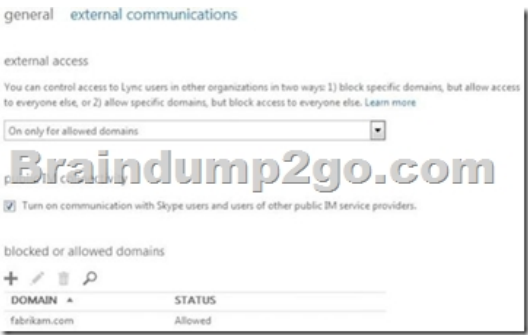 general external communications
external access
You can control access to Lync users in other organizations in two ways: 1) block specific domains, but allow access
to everyone else, or 2) allow specific domains, but block access to everyone else. Learn more
On only for allowed domains
Braindump2go.com
Turn on communication with Skype users and users of other public IM service providers.
blocked or allowed domains
DOMAIN STATUS
fabrikam.com Allowed